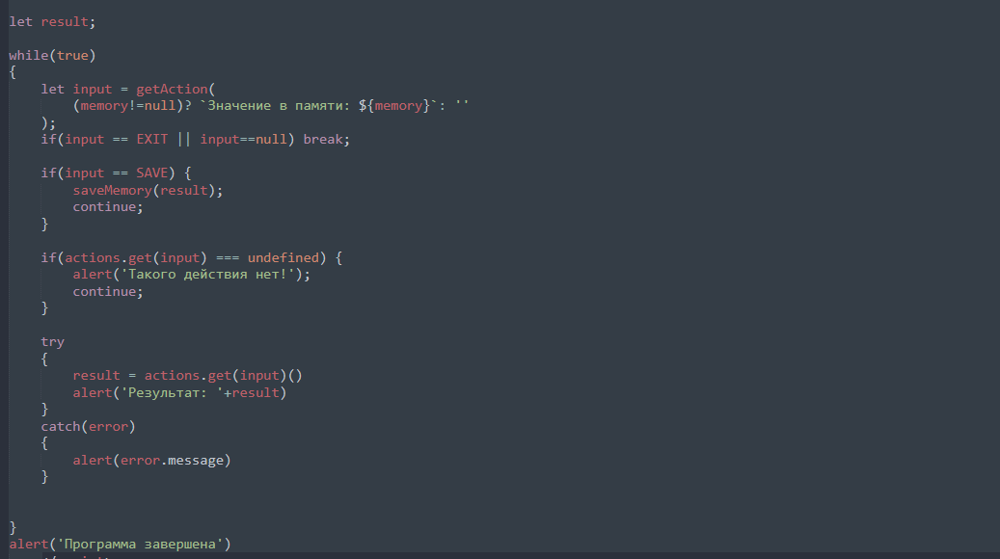 let result;
while(true)
{
let input = getAction(
(memory!=null)? `Значение в памяти: ${memory}`: ''
);
if(input == EXIT || input==null) break;
if(input == SAVE) {
saveMemory(result);
continue;
}
if(actions.get(input) === undefined) {
alert('Такого действия нет!');
continue;
}
try
{
result = actions.get(input)()
alert('Результат: '+result)
}
catch(error)
{
alert(error.message)
}
}
alert('Программа завершена')